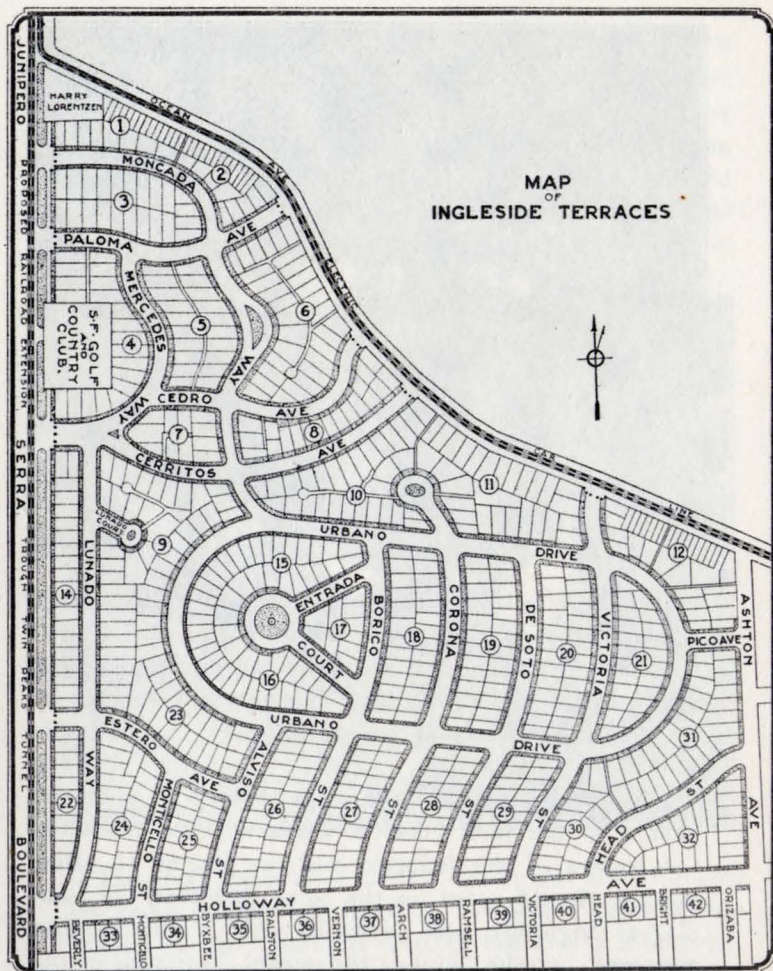 MAP
OF
INGLESIDE TERRACES
JUNIPERO SERRA BOULEVARD
PROPOSED RAILROAD EXTENSION TROUGH TWIN PEAKS TUNNEL
HARRY
LORENTZEN
OCEAN AVE
ELECTRIC CAR LINE
1
MONCADA
2
3
AVE
PALOMA
MERCEDES
WAY
S.F. GOLF
AND
COUNTRY
CLUB.
4
5
6
WAY
CEDRO
AVE
7
8
CERRITOS
AVE
LUNADO
COURT
9
10
11
12
URBANO
DRIVE
14
LUNADO
WAY
15
ENTRADA
COURT
16
17
BORICO
18
CORONA
19
DE SOTO
20
VICTORIA
21
PICO AVE
ASHTON
AVE
URBANO
DRIVE
22
23
ESTERO
AVE
24
MONTICELLO
ST
25
ALVISO
ST
26
ST
27
ST
28
ST
29
ST
30
HEAD
ST
31
32
HOLLOWAY
AVE
33
34
35
36
37
38
39
40
41
42
BEVERLY
MONTICELLO
BYXBEE
RALSTON
VERNON
ARCH
RAMSELL
VICTORIA
HEAD
BRIGHT
ORIZABA